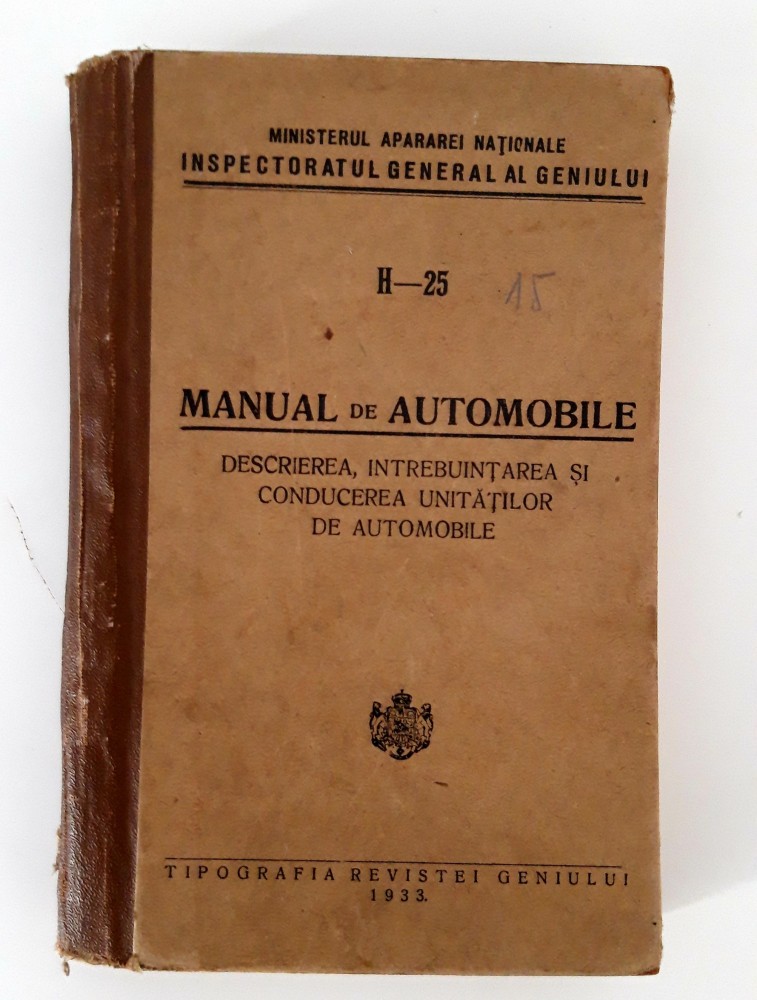 MINISTERUL APARAREI NAŢIONALE
INSPECTORATUL GENERAL AL GENIULUI
H—25
15
MANUAL DE AUTOMOBILE
DESCRIEREA, INTREBUINŢAREA ŞI
CONDUCEREA UNITĂŢILOR
DE AUTOMOBILE
TIPOGRAFIA REVISTEI GENIULUI
1933.